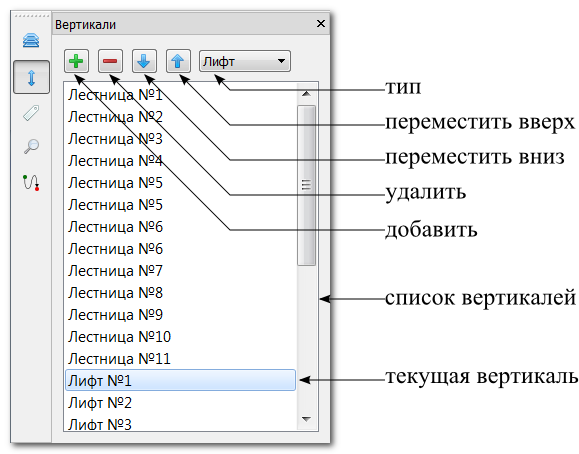 Вертикали
Лифт
Лестница №1
Лестница №2
Лестница №3
Лестница №4
Лестница №5
Лестница №5
Лестница №6
Лестница №6
Лестница №7
Лестница №8
Лестница №9
Лестница №10
Лестница №11
Лифт №1
Лифт №2
Лифт №3
тип
переместить вверх
переместить вниз
удалить
добавить
список вертикалей
текущая вертикаль